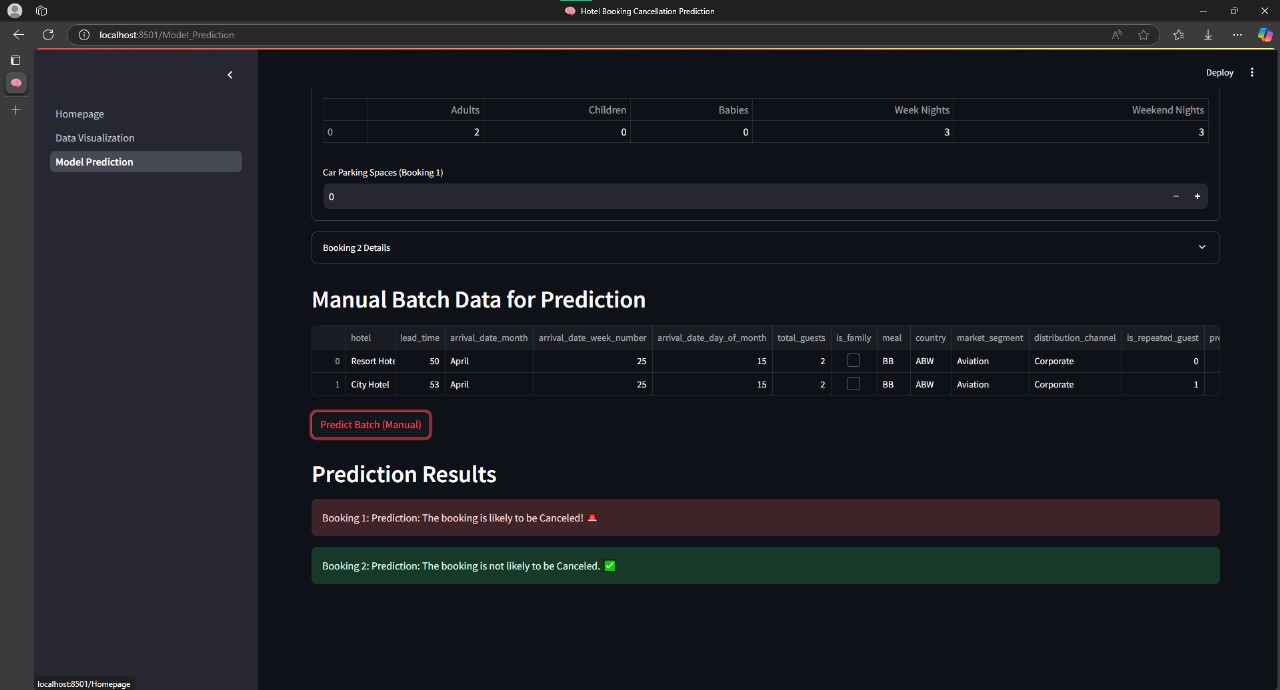 Hotel Booking Cancellation Prediction
localhost:8501/Model_Prediction
Deploy
Homepage
Data Visualization
Model Prediction
Adults Children Babies Week Nights Weekend Nights
0 2 0 0 3 3
Car Parking Spaces (Booking 1)
0 − +
Booking 2 Details
Manual Batch Data for Prediction
hotel lead_time arrival_date_month arrival_date_week_number arrival_date_day_of_month total_guests is_family meal country market_segment distribution_channel is_repeated_guest
0 Resort Hote 50 April 25 15 2 BB ABW Aviation Corporate 0
1 City Hotel 53 April 25 15 2 BB ABW Aviation Corporate 1
Predict Batch (Manual)
Prediction Results
Booking 1: Prediction: The booking is likely to be Canceled! 🚨
Booking 2: Prediction: The booking is not likely to be Canceled. ✅
localhost:8501/Homepage